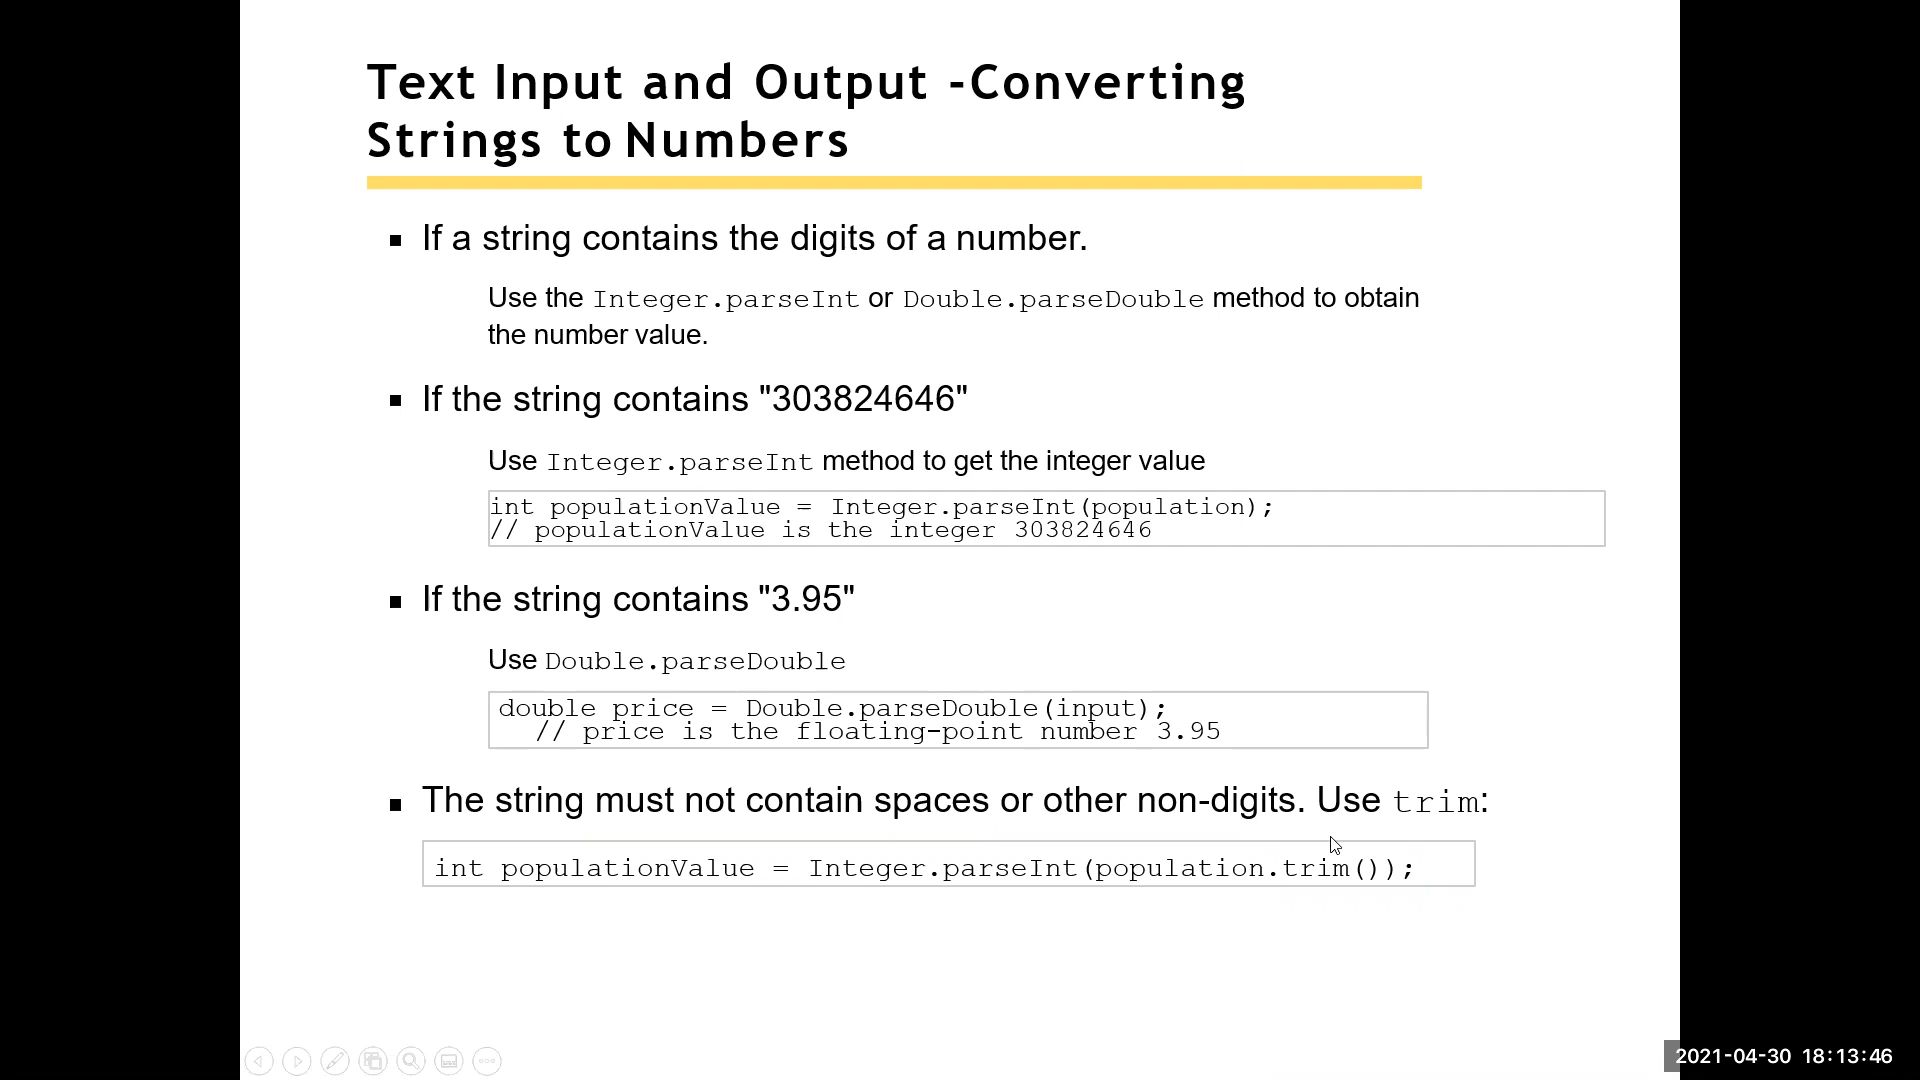 Text Input and Output -Converting
Strings to Numbers
If a string contains the digits of a number.
Use the Integer.parseInt or Double.parseDouble method to obtain
the number value.
If the string contains "303824646"
Use Integer.parseInt method to get the integer value
int populationValue = Integer.parseInt(population);
// populationValue is the integer 303824646
If the string contains "3.95"
Use Double.parseDouble
double price = Double.parseDouble(input);
// price is the floating-point number 3.95
The string must not contain spaces or other non-digits. Use trim:
int populationValue = Integer.parseInt(population.trim());
2021-04-30 18:13:46